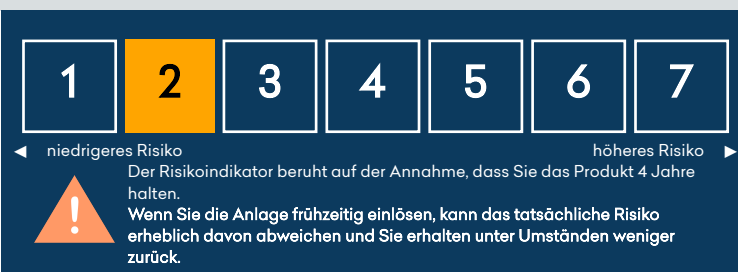 1 2 3 4 5 6 7
◀ niedrigeres Risiko höheres Risiko ▶
Der Risikoindikator beruht auf der Annahme, dass Sie das Produkt 4 Jahre
halten.
!
Wenn Sie die Anlage frühzeitig einlösen, kann das tatsächliche Risiko
erheblich davon abweichen und Sie erhalten unter Umständen weniger
zurück.